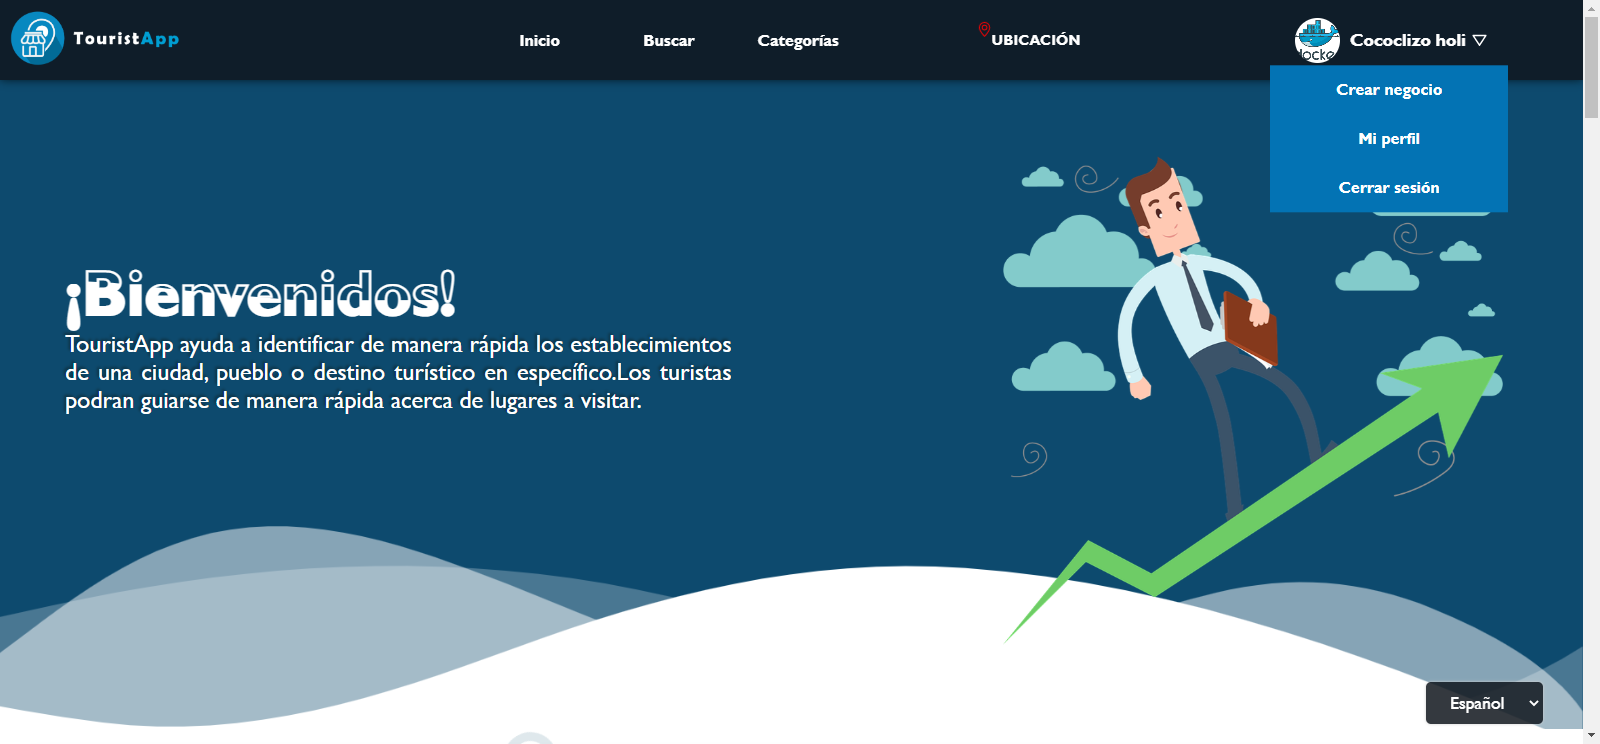 TouristApp
Inicio
Buscar
Categorías
UBICACIÓN
Cococlizo holi
Crear negocio
Mi perfil
Cerrar sesión
¡Bienvenidos!
TouristApp ayuda a identificar de manera rápida los establecimientos
de una ciudad, pueblo o destino turístico en específico.Los turistas
podran guiarse de manera rápida acerca de lugares a visitar.
Español